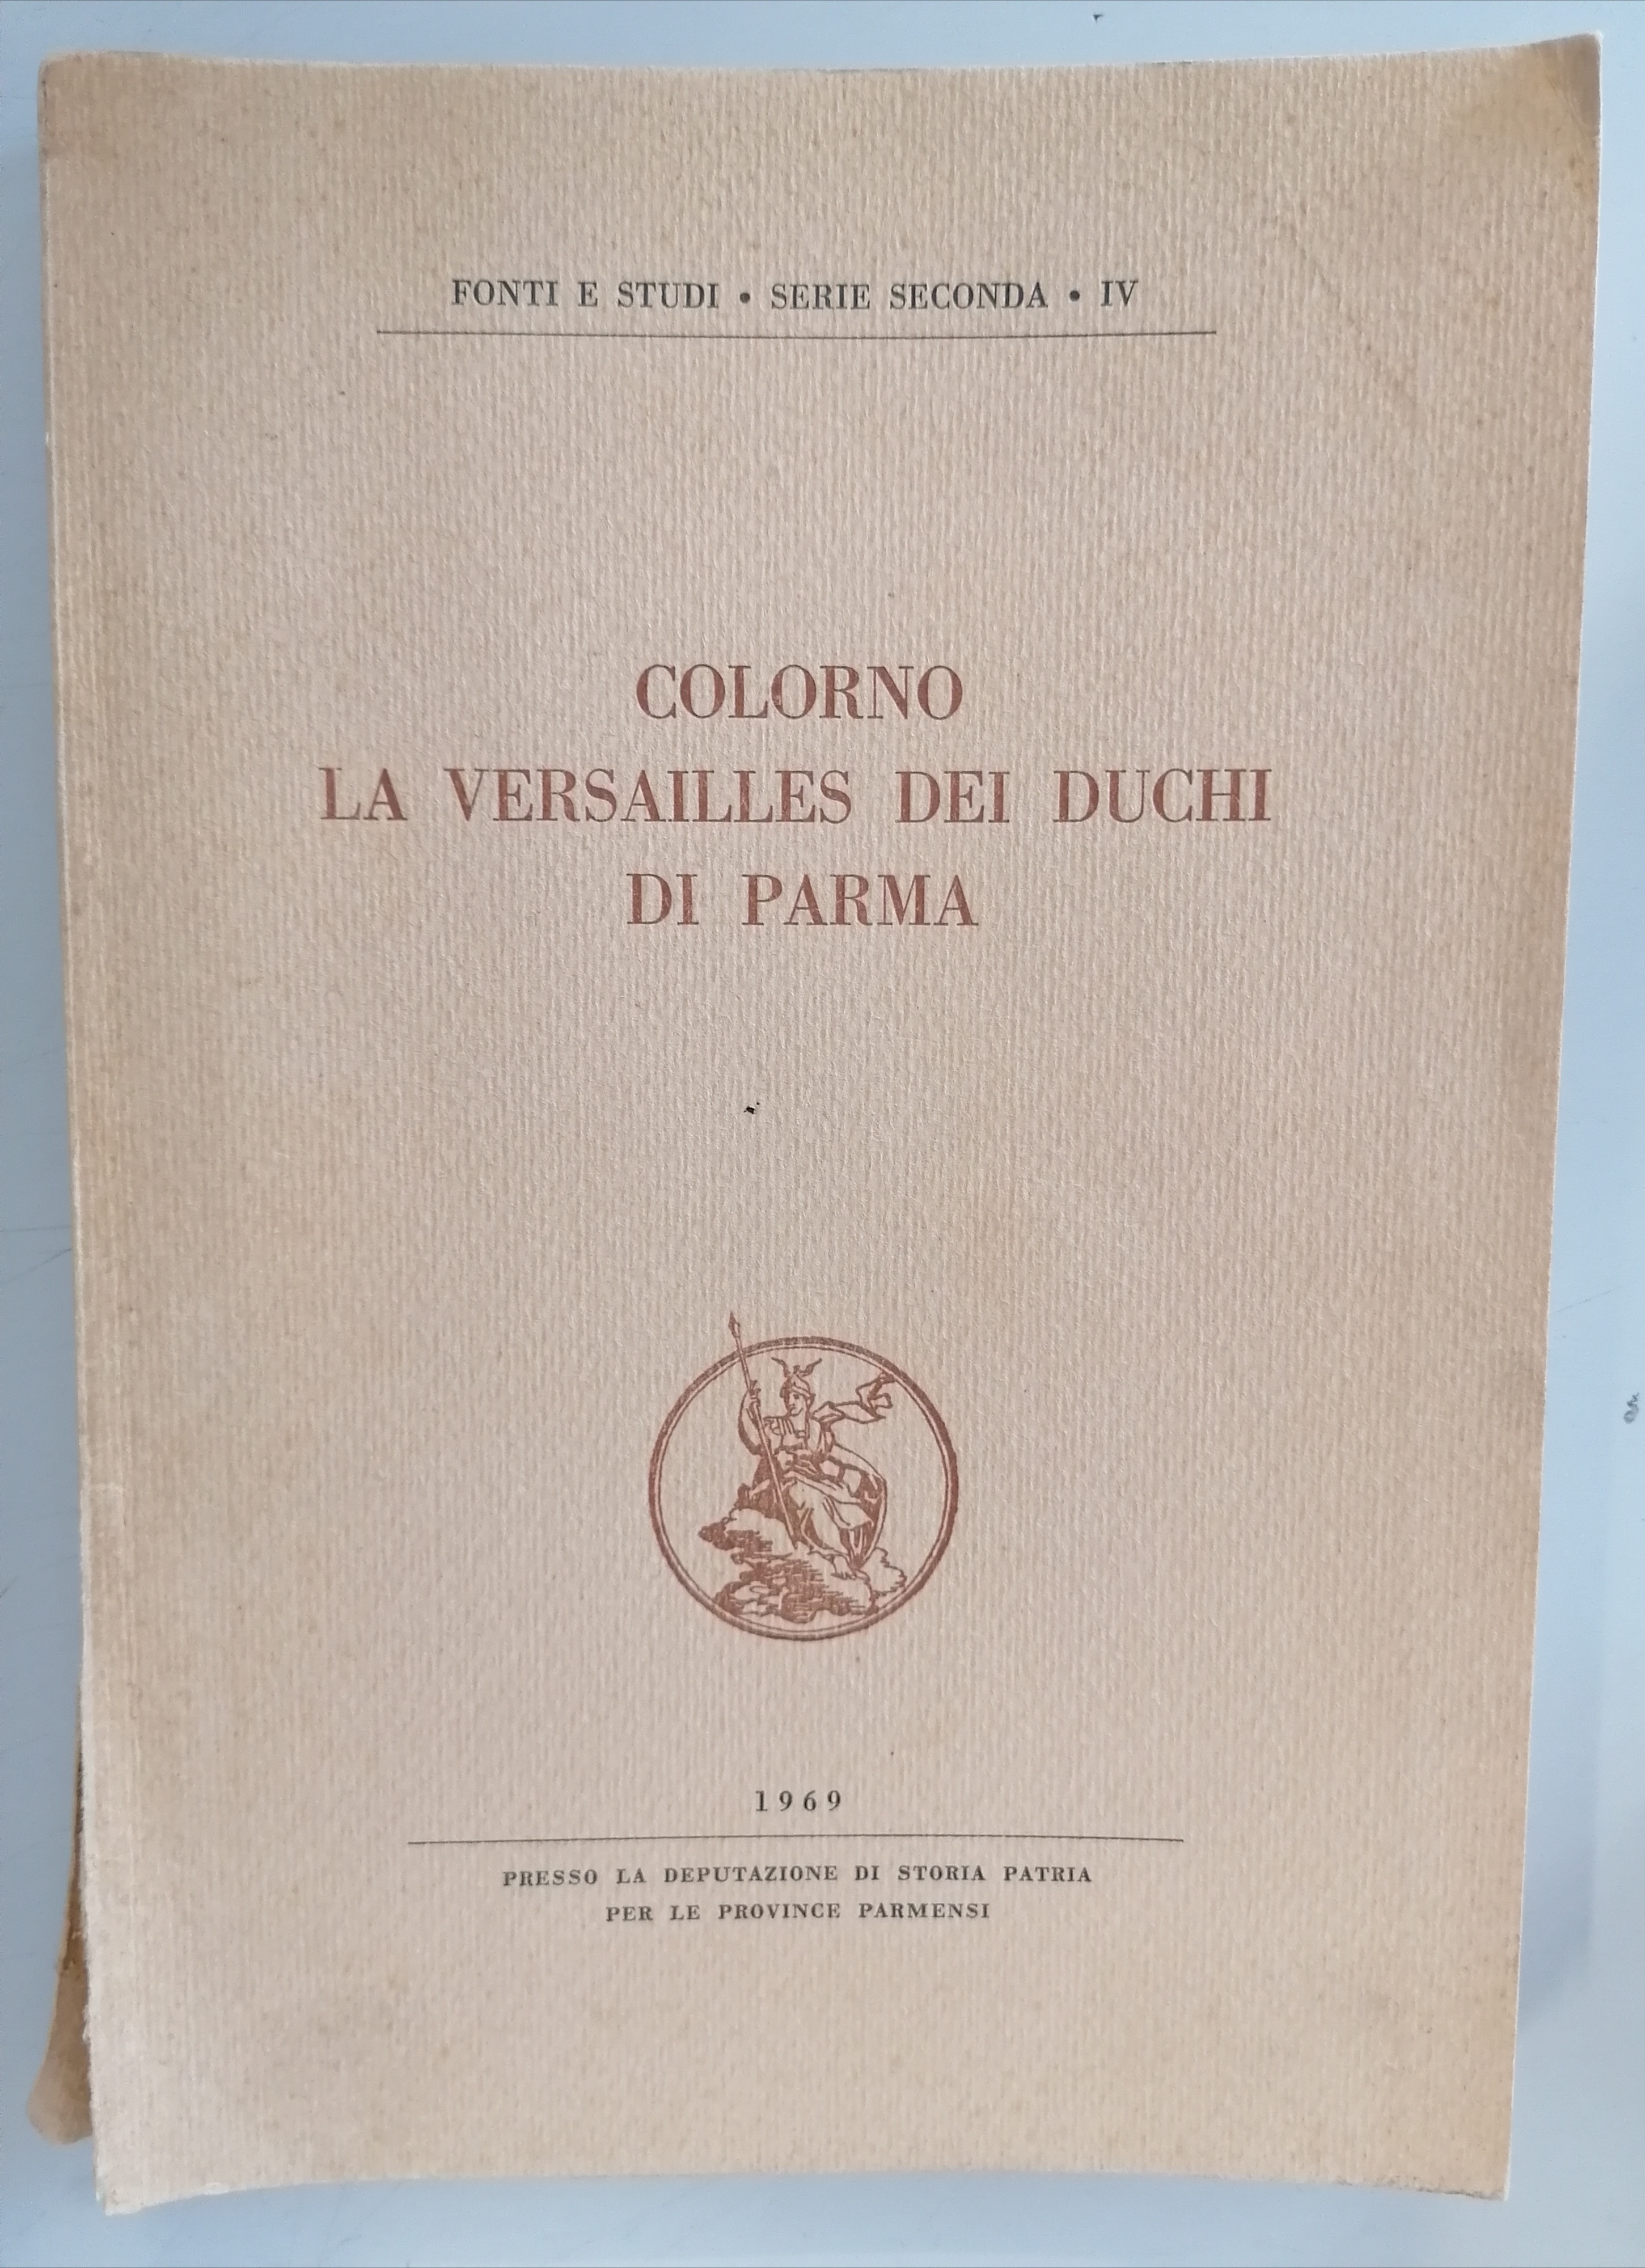 FONTI E STUDI • SERIE SECONDA • IV
COLORNO
LA VERSAILLES DEI DUCHI
DI PARMA
1969
PRESSO LA DEPUTAZIONE DI STORIA PATRIA
PER LE PROVINCE PARMENSI